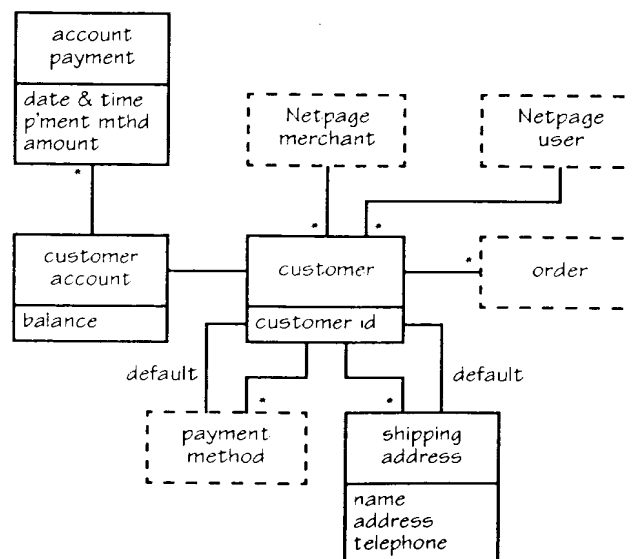 account
payment
date & time
p'ment mthd
amount
*
Netpage
merchant
Netpage
user
*
*
customer
account
balance
customer
customer id
*
order
default
default
*
*
payment
method
shipping
address
name
address
telephone